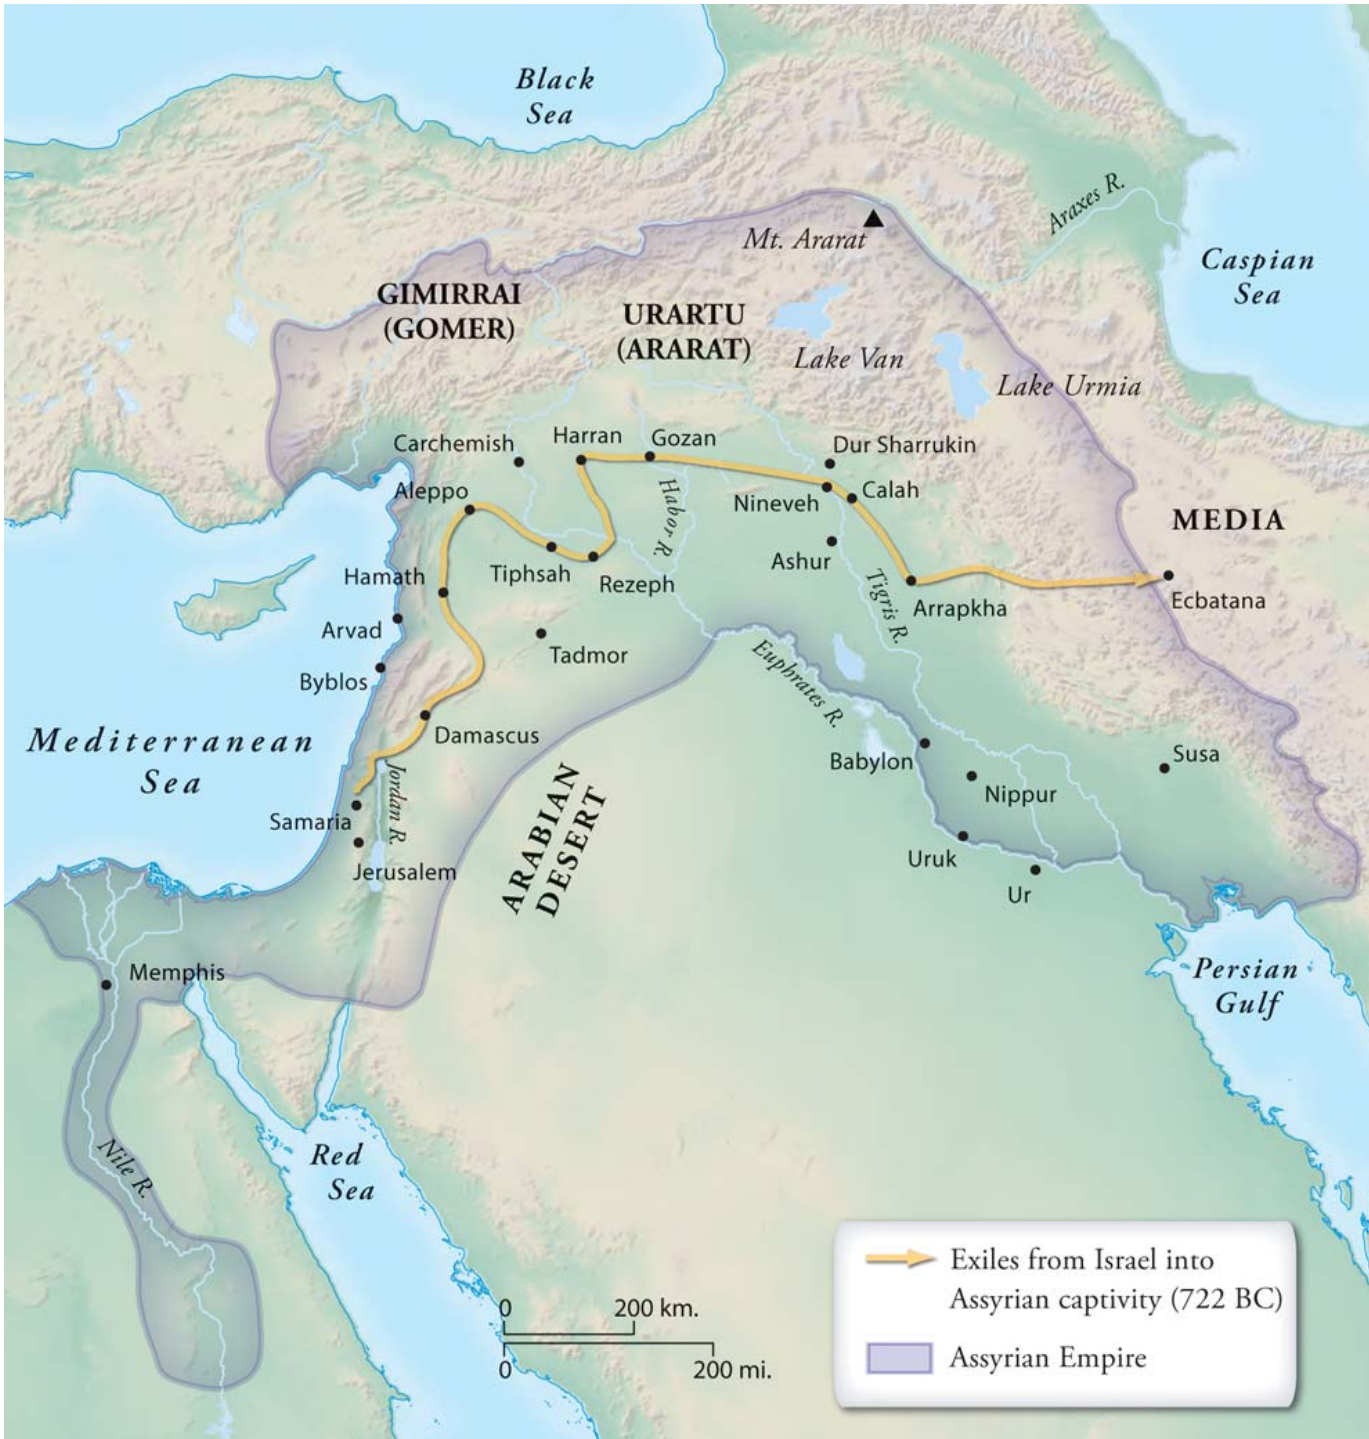 Black
Sea
Araxes R.
Mt. Ararat
Caspian
Sea
GIMIRRAI
(GOMER)
URARTU
(ARARAT)
Lake Van
Lake Urmia
Carchemish
Harran
Gozan
Dur Sharrukin
Aleppo
Habor R.
Nineveh
Calah
MEDIA
Ashur
Hamath
Tiphsah
Rezeph
Tigris R.
Arrapkha
Ecbatana
Arvad
Tadmor
Byblos
Euphrates R.
Mediterranean
Sea
Damascus
Jordan R.
Babylon
Susa
Nippur
ARABIAN
DESERT
Samaria
Jerusalem
Uruk
Ur
Memphis
Persian
Gulf
Nile R.
Red
Sea
Exiles from Israel into
Assyrian captivity (722 BC)
Assyrian Empire
0 200 km.
0 200 mi.